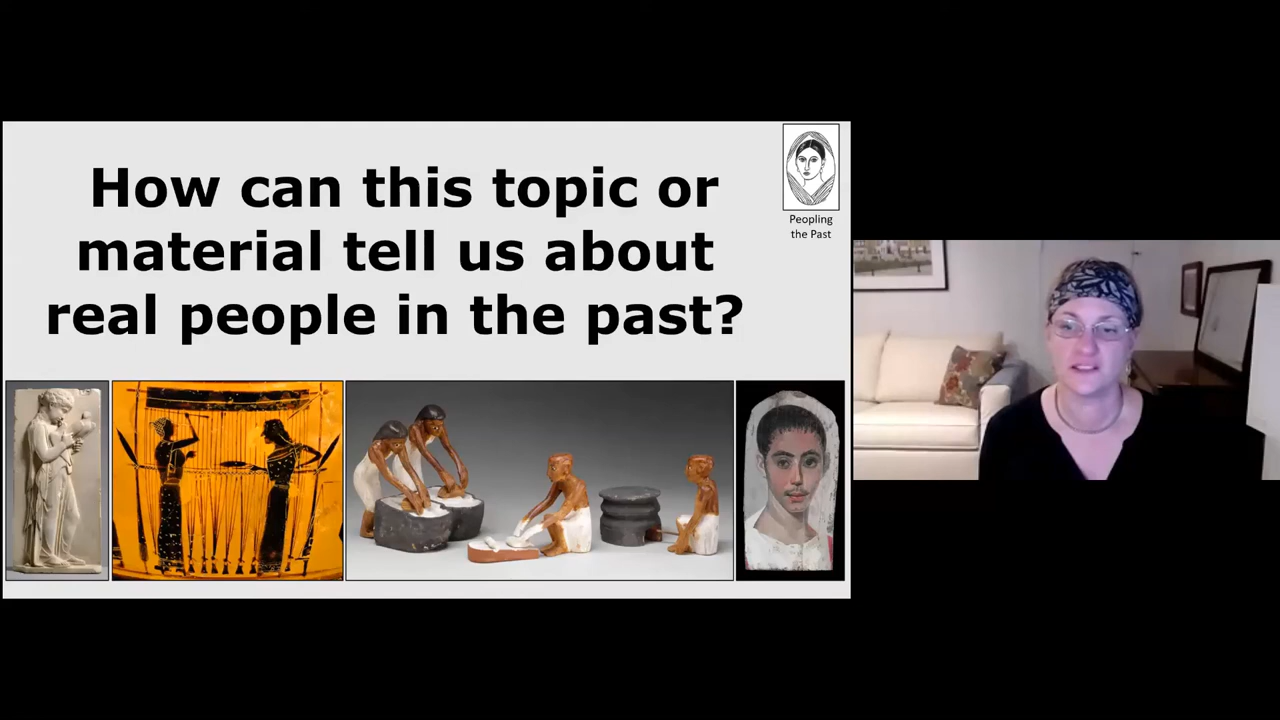 How can this topic or
material tell us about
real people in the past?
Peopling
the Past